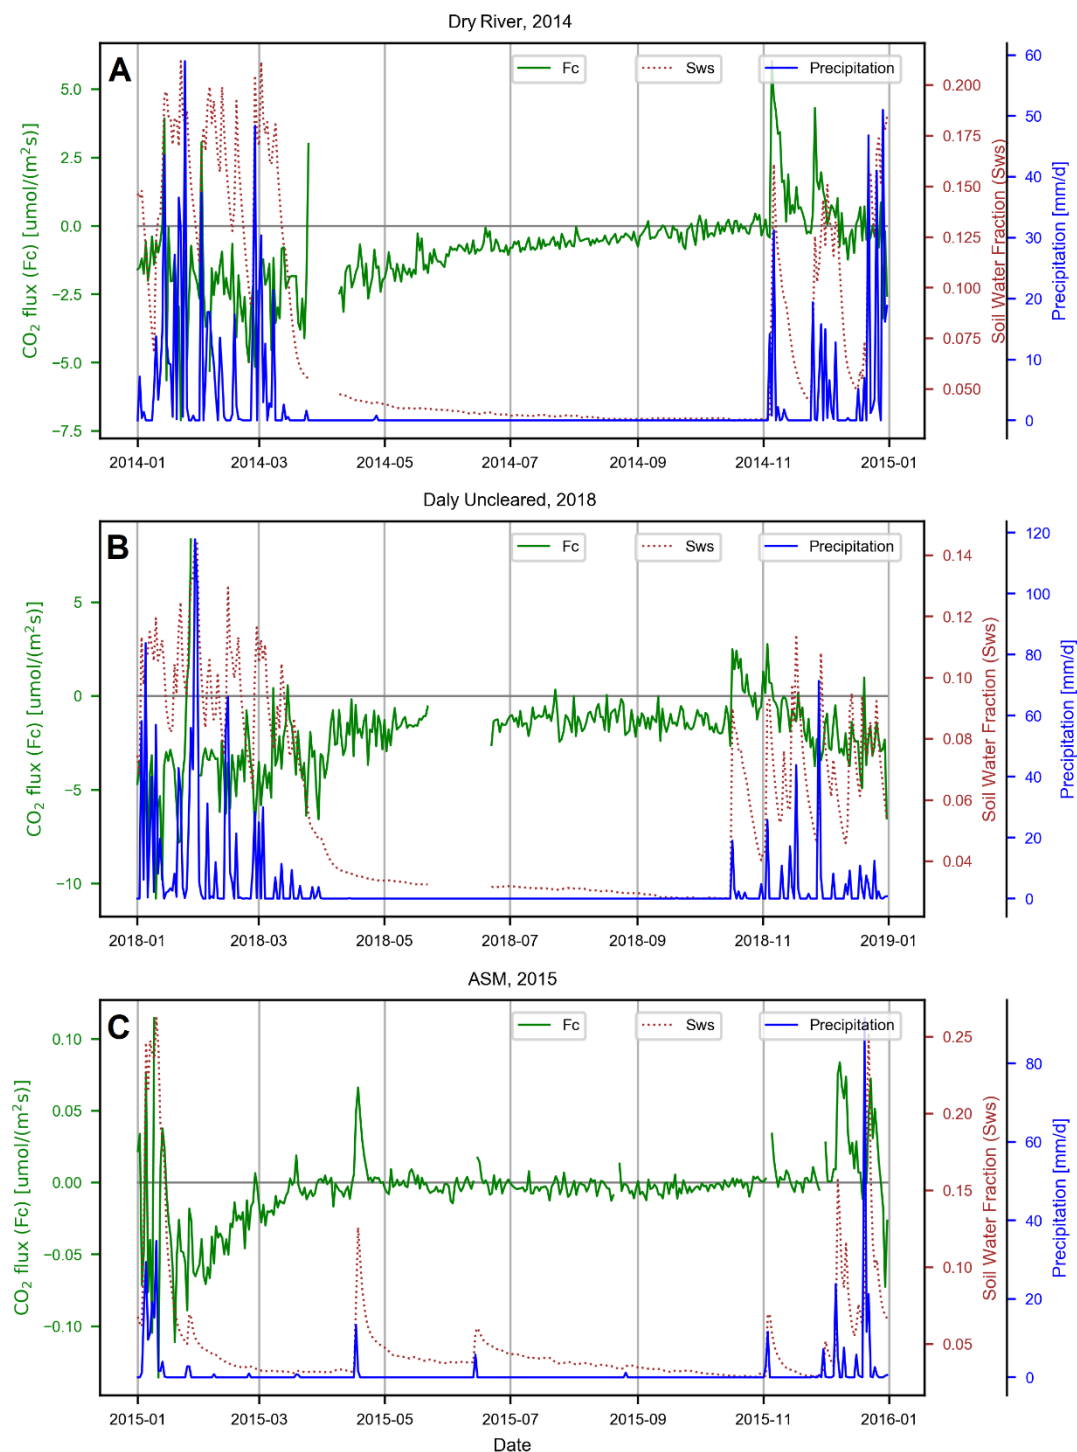 Dry River, 2014
A
Fc
Sws
Precipitation
CO₂ flux (Fc) [umol/(m²s)]
5.0
2.5
0.0
−2.5
−5.0
−7.5
0.200
0.175
0.150
0.125
0.100
0.075
0.050
Soil Water Fraction (Sws)
60
50
40
30
20
10
0
Precipitation [mm/d]
2014-01
2014-03
2014-05
2014-07
2014-09
2014-11
2015-01
Daly Uncleared, 2018
B
Fc
Sws
Precipitation
CO₂ flux (Fc) [umol/(m²s)]
5
0
−5
−10
0.14
0.12
0.10
0.08
0.06
0.04
Soil Water Fraction (Sws)
120
100
80
60
40
20
0
Precipitation [mm/d]
2018-01
2018-03
2018-05
2018-07
2018-09
2018-11
2019-01
ASM, 2015
C
Fc
Sws
Precipitation
CO₂ flux (Fc) [umol/(m²s)]
0.10
0.05
0.00
−0.05
−0.10
0.25
0.20
0.15
0.10
0.05
Soil Water Fraction (Sws)
80
60
40
20
0
Precipitation [mm/d]
2015-01
2015-03
2015-05
2015-07
2015-09
2015-11
2016-01
Date